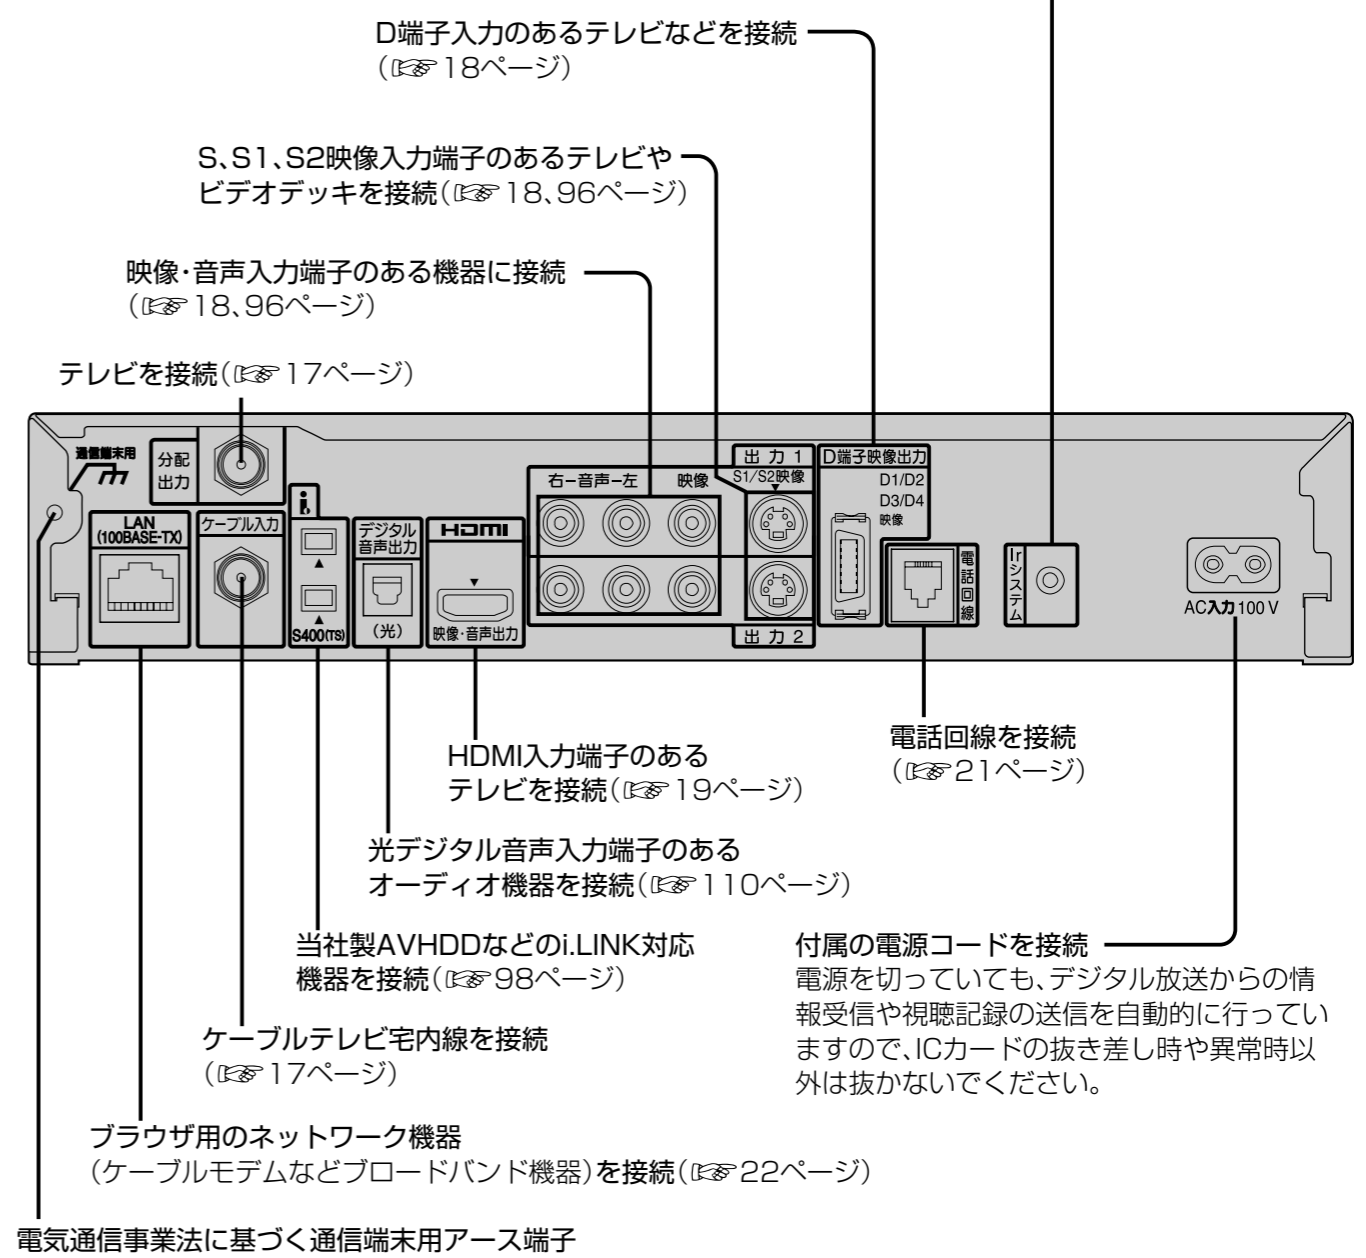 D端子入力のあるテレビなどを接続
（☞18ページ）
S、S1、S2映像入力端子のあるテレビや
ビデオデッキを接続（☞18、96ページ）
映像・音声入力端子のある機器に接続
（☞18、96ページ）
テレビを接続（☞17ページ）
通信端末用
分配
出力
LAN
(100BASE-TX)
ケーブル入力
i.
S400(TS)
デジタル
音声出力
（光）
HDMI
映像・音声出力
右－音声－左
映像
出力1
S1/S2映像
出力2
D端子映像出力
D1/D2
D3/D4
映像
電話回線
Irシステム
AC入力 100 V
HDMI入力端子のある
テレビを接続（☞19ページ）
電話回線を接続
（☞21ページ）
光デジタル音声入力端子のある
オーディオ機器を接続（☞110ページ）
当社製AVHDDなどのi.LINK対応
機器を接続（☞98ページ）
付属の電源コードを接続
電源を切っていても、デジタル放送からの情
報受信や視聴記録の送信を自動的に行ってい
ますので、ICカードの抜き差し時や異常時以
外は抜かないでください。
ケーブルテレビ宅内線を接続
（☞17ページ）
ブラウザ用のネットワーク機器
（ケーブルモデムなどブロードバンド機器）を接続（☞22ページ）
電気通信事業法に基づく通信端末用アース端子